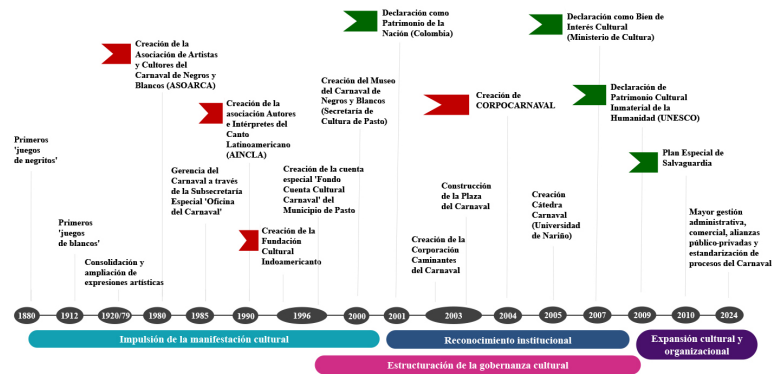 Declaración como
Patrimonio de la
Nación (Colombia)
Declaración como Bien de
Interés Cultural
(Ministerio de Cultura)
Creación de la
Asociación de Artistas
y Cultores del
Carnaval de Negros y
Blancos (ASOARCA)
Creación del Museo
del Carnaval de
Negros y Blancos
(Secretaría de
Cultura de Pasto)
Creación de
CORPOCARNAVAL
Declaración de
Patrimonio Cultural
Inmaterial de la
Humanidad (UNESCO)
Creación de la
asociación Autores
e Intérpretes del
Canto
Latinoamericano
(AINCLA)
Primeros
'juegos
de negritos'
Plan Especial de
Salvaguardia
Gerencia del
Carnaval a través
de la Subsecretaría
Especial 'Oficina
del Carnaval'
Creación de la cuenta
especial 'Fondo
Cuenta Cultural
Carnaval' del
Municipio de Pasto
Construcción
de la Plaza
del Carnaval
Creación
Cátedra
Carnaval
(Universidad
de Nariño)
Mayor gestión
administrativa,
comercial, alianzas
público-privadas y
estandarización de
procesos del Carnaval
Primeros
'juegos
de blancos'
Creación de la
Fundación
Cultural
Indoamericanto
Creación de la
Corporación
Caminantes
del Carnaval
Consolidación y
ampliación de
expresiones artísticas
1880 1912 1920/79 1980 1985 1990 1996 2000 2001 2003 2004 2005 2007 2009 2010 2024
Impulsión de la manifestación cultural
Reconocimiento institucional
Expansión cultural y
organizacional
Estructuración de la gobernanza cultural